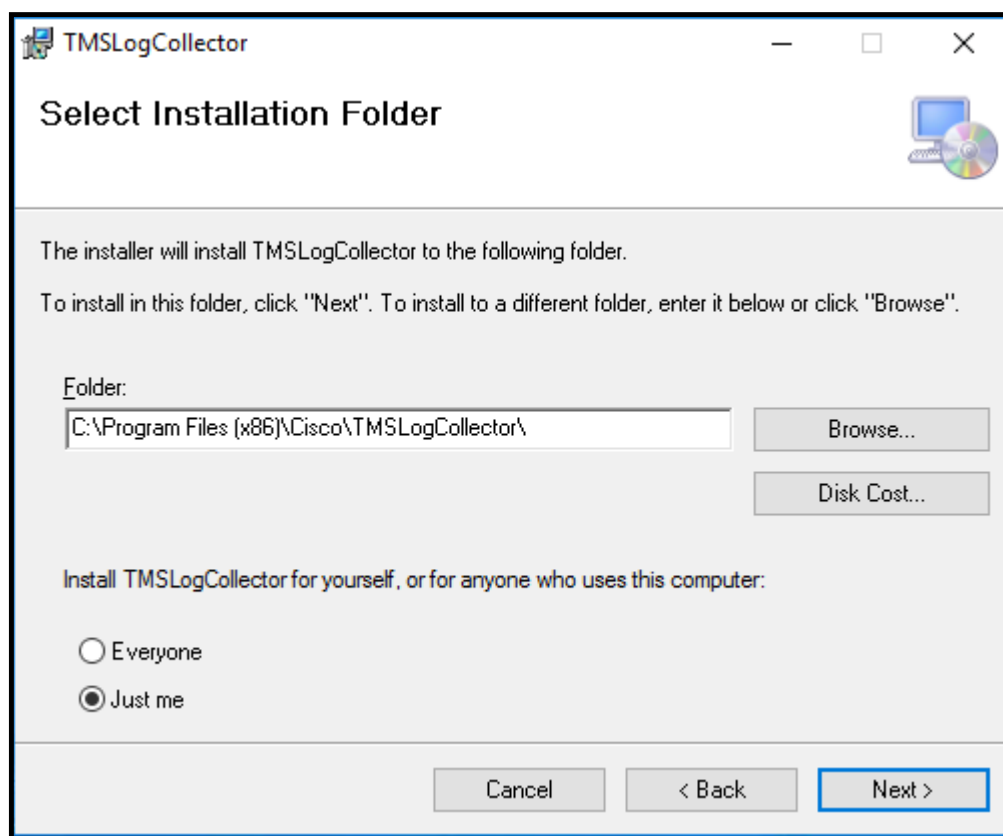 TMSLogCollector
Select Installation Folder
The installer will install TMSLogCollector to the following folder.
To install in this folder, click "Next". To install to a different folder, enter it below or click "Browse".
Folder:
C:\Program Files (x86)\Cisco\TMSLogCollector\
Browse...
Disk Cost...
Install TMSLogCollector for yourself, or for anyone who uses this computer:
Everyone
Just me
Cancel
< Back
Next >